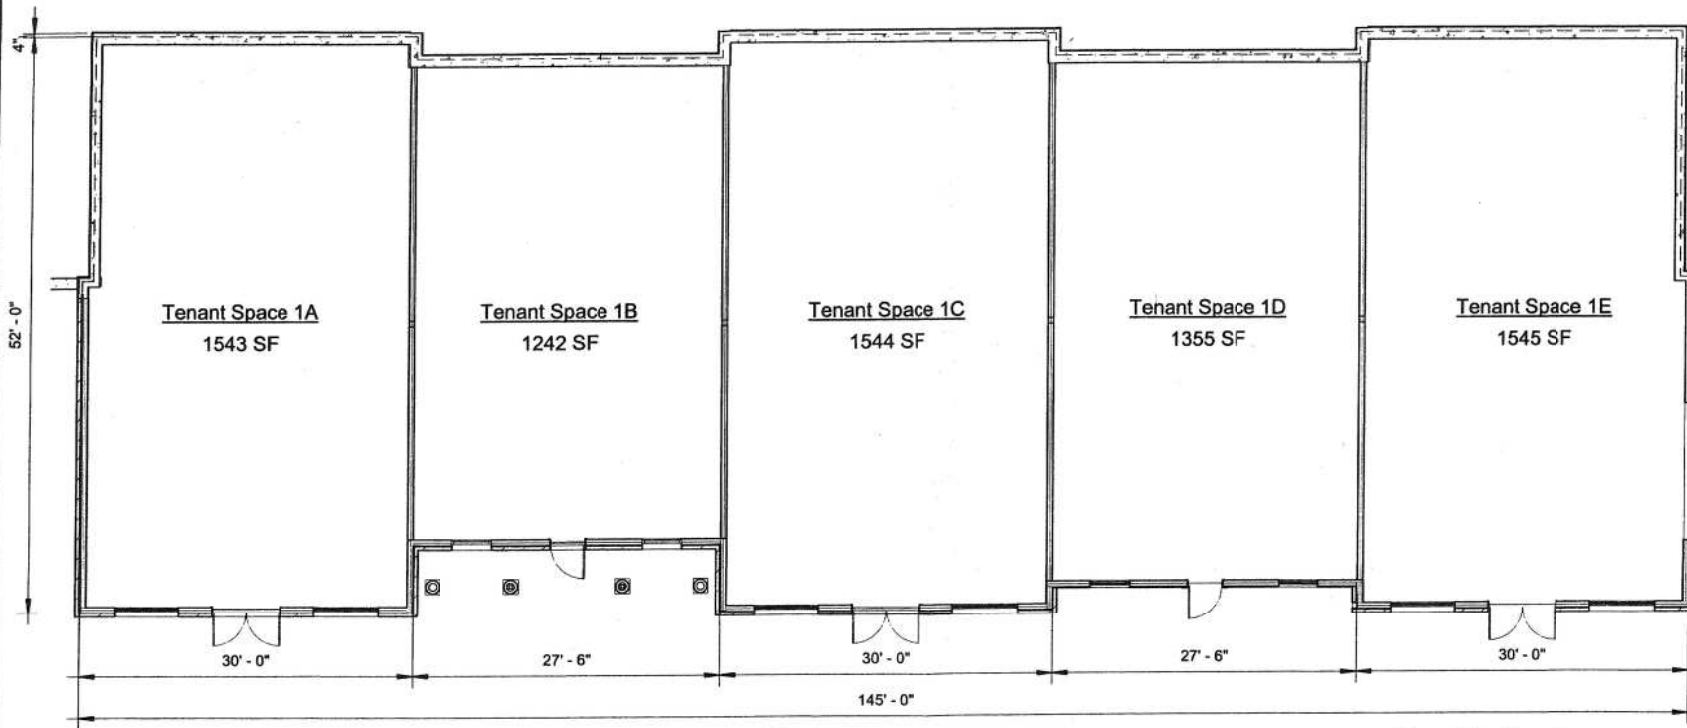 4"
52' - 0"
Tenant Space 1A
1543 SF
Tenant Space 1B
1242 SF
Tenant Space 1C
1544 SF
Tenant Space 1D
1355 SF
Tenant Space 1E
1545 SF
30' - 0"
27' - 6"
30' - 0"
27' - 6"
30' - 0"
145' - 0"